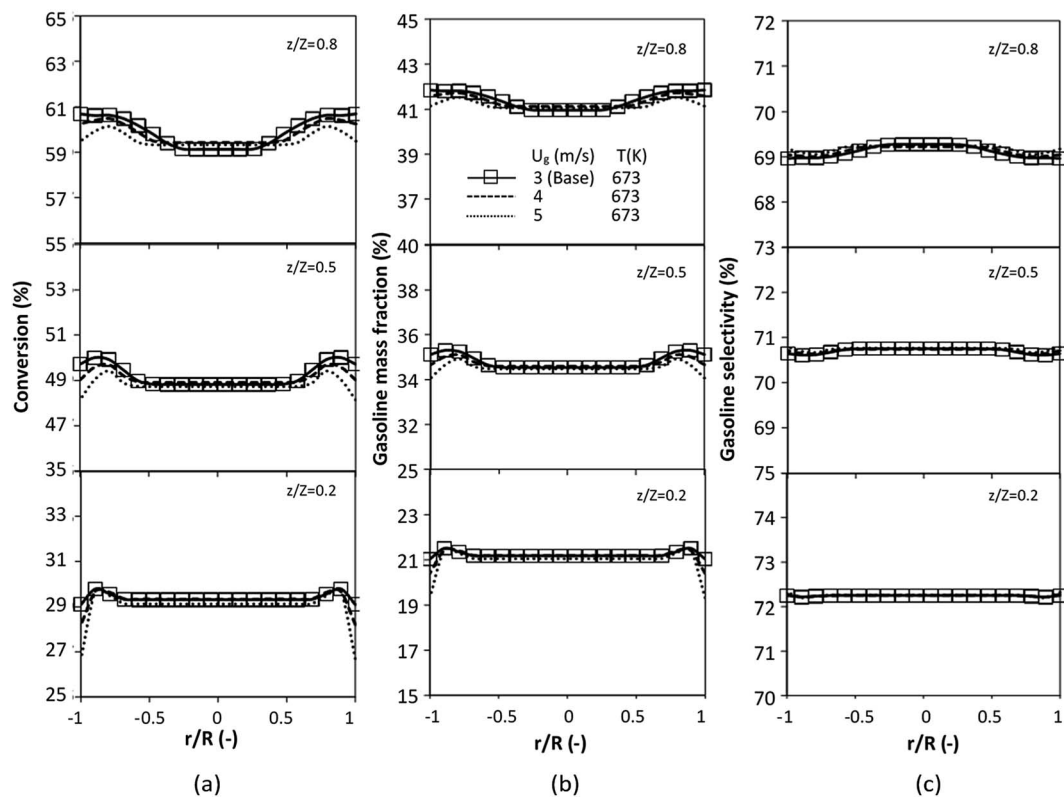 65
63
61
59
57
55
53
51
49
47
35
33
31
29
27
25
Conversion (%)
z/Z=0.8
z/Z=0.5
z/Z=0.2
-1 -0.5 0 0.5 1
r/R (-)
(a)
45
43
41
39
37
40
38
36
34
32
25
23
21
19
17
15
Gasoline mass fraction (%)
z/Z=0.8
Ug (m/s) T(K)
3 (Base) 673
4 673
5 673
z/Z=0.5
z/Z=0.2
-1 -0.5 0 0.5 1
r/R (-)
(b)
72
71
70
69
68
73
72
71
70
69
75
74
73
72
71
70
Gasoline selectivity (%)
z/Z=0.8
z/Z=0.5
z/Z=0.2
-1 -0.5 0 0.5 1
r/R (-)
(c)